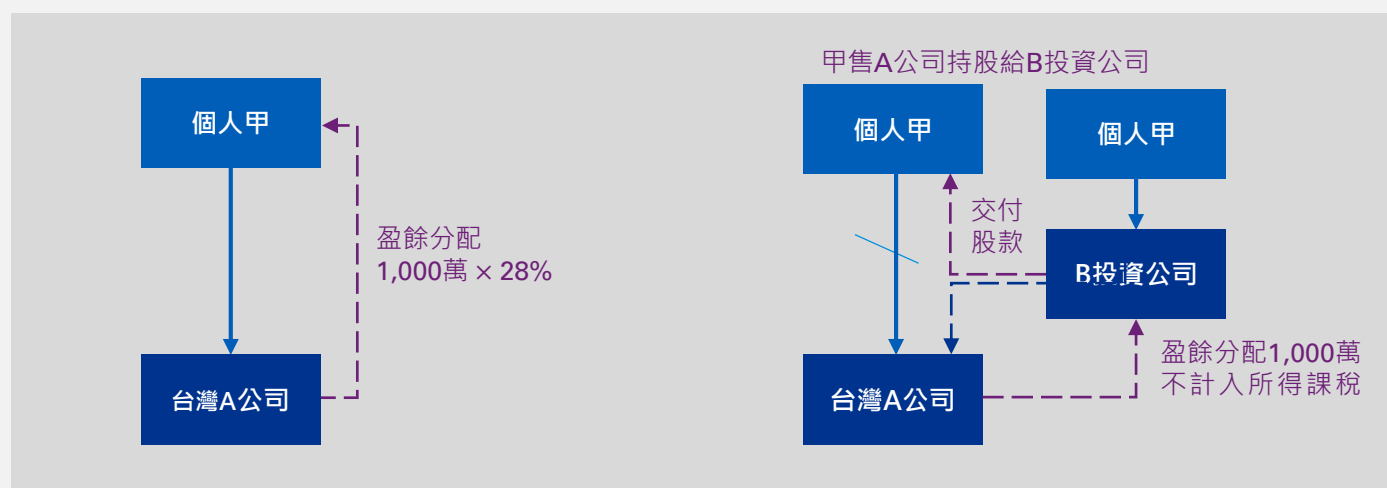 個人甲
盈餘分配
1,000萬 × 28%
台灣A公司
甲售A公司持股給B投資公司
個人甲
個人甲
交付
股款
B投資公司
盈餘分配1,000萬
不計入所得課稅
台灣A公司